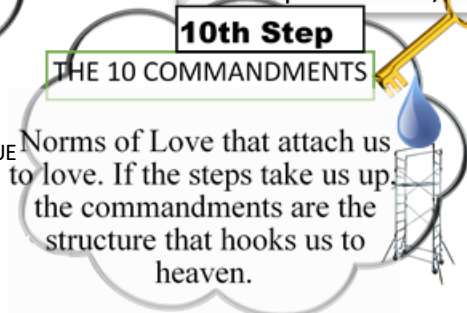 10th Step
THE 10 COMMANDMENTS
UE
Norms of Love that attach us
to love. If the steps take us up,
the commandments are the
structure that hooks us to
heaven.